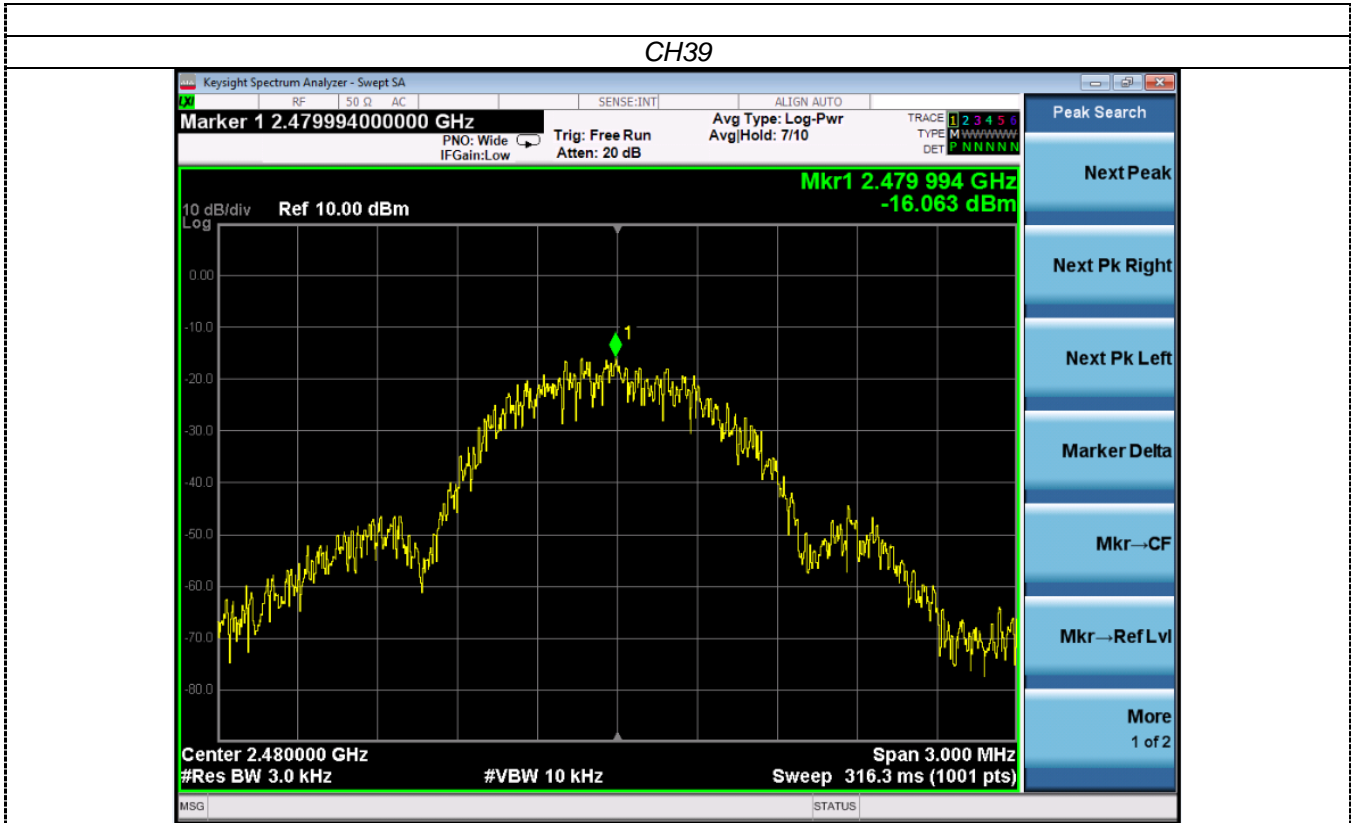 CH39
Keysight Spectrum Analyzer - Swept SA
LXI RF 50 Ω AC SENSE:INT ALIGN AUTO
Marker 1 2.479994000000 GHz
PNO: Wide
IFGain:Low
Trig: Free Run
Atten: 20 dB
Avg Type: Log-Pwr
Avg|Hold: 7/10
TRACE 1 2 3 4 5 6
TYPE M WWWWW
DET P N N N N N
Mkr1 2.479 994 GHz
-16.063 dBm
10 dB/div Ref 10.00 dBm
Log
0.00
-10.0
-20.0
-30.0
-40.0
-50.0
-60.0
-70.0
-80.0
1
Center 2.480000 GHz Span 3.000 MHz
#Res BW 3.0 kHz #VBW 10 kHz Sweep 316.3 ms (1001 pts)
MSG STATUS
Peak Search
Next Peak
Next Pk Right
Next Pk Left
Marker Delta
Mkr→CF
Mkr→Ref Lvl
More
1 of 2